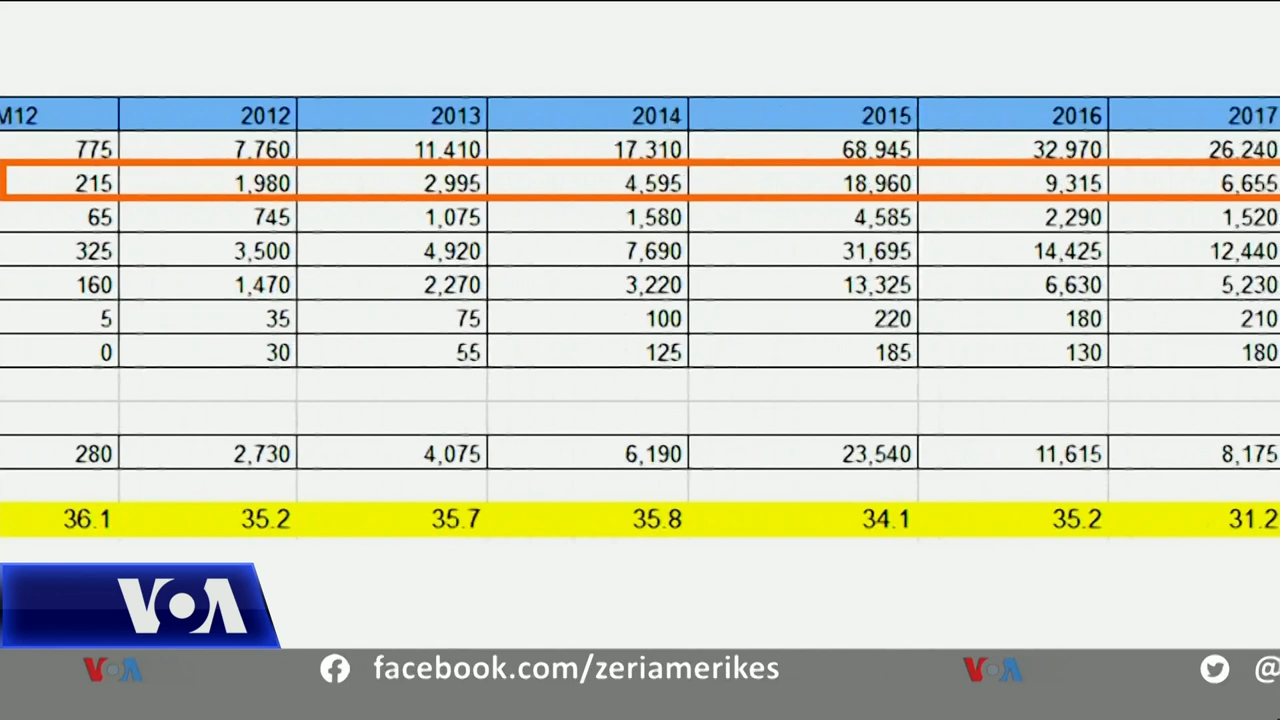 M12 2012 2013 2014 2015 2016 2017
775 7,760 11,410 17,310 68,945 32,970 26,240
215 1,980 2,995 4,595 18,960 9,315 6,655
65 745 1,075 1,580 4,585 2,290 1,520
325 3,500 4,920 7,690 31,695 14,425 12,440
160 1,470 2,270 3,220 13,325 6,630 5,230
5 35 75 100 220 180 210
0 30 55 125 185 130 180
280 2,730 4,075 6,190 23,540 11,615 8,175
36.1 35.2 35.7 35.8 34.1 35.2 31.2
VOA
VOA facebook.com/zeriamerikes VOA @